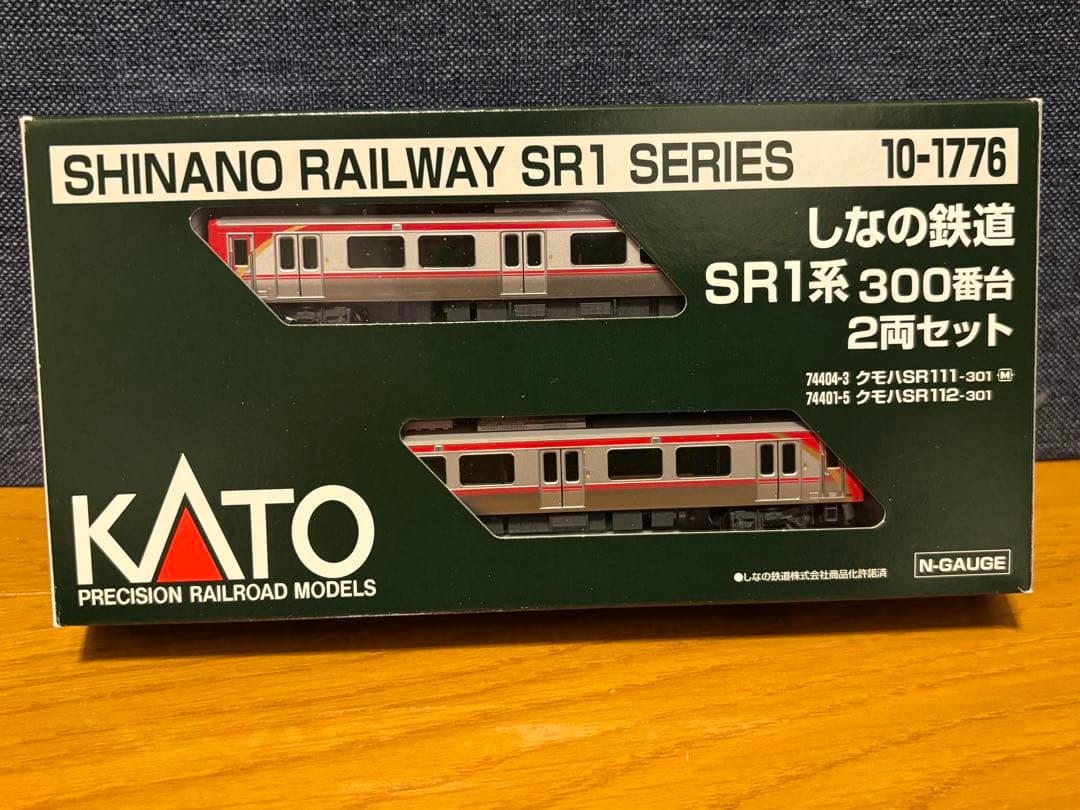 SHINANO RAILWAY SR1 SERIES 10-1776
しなの鉄道
SR1系 300番台
2両セット
74404-3 クモハSR111-301 M
74401-5 クモハSR112-301
KATO
PRECISION RAILROAD MODELS
●しなの鉄道株式会社商品化許諾済
N-GAUGE